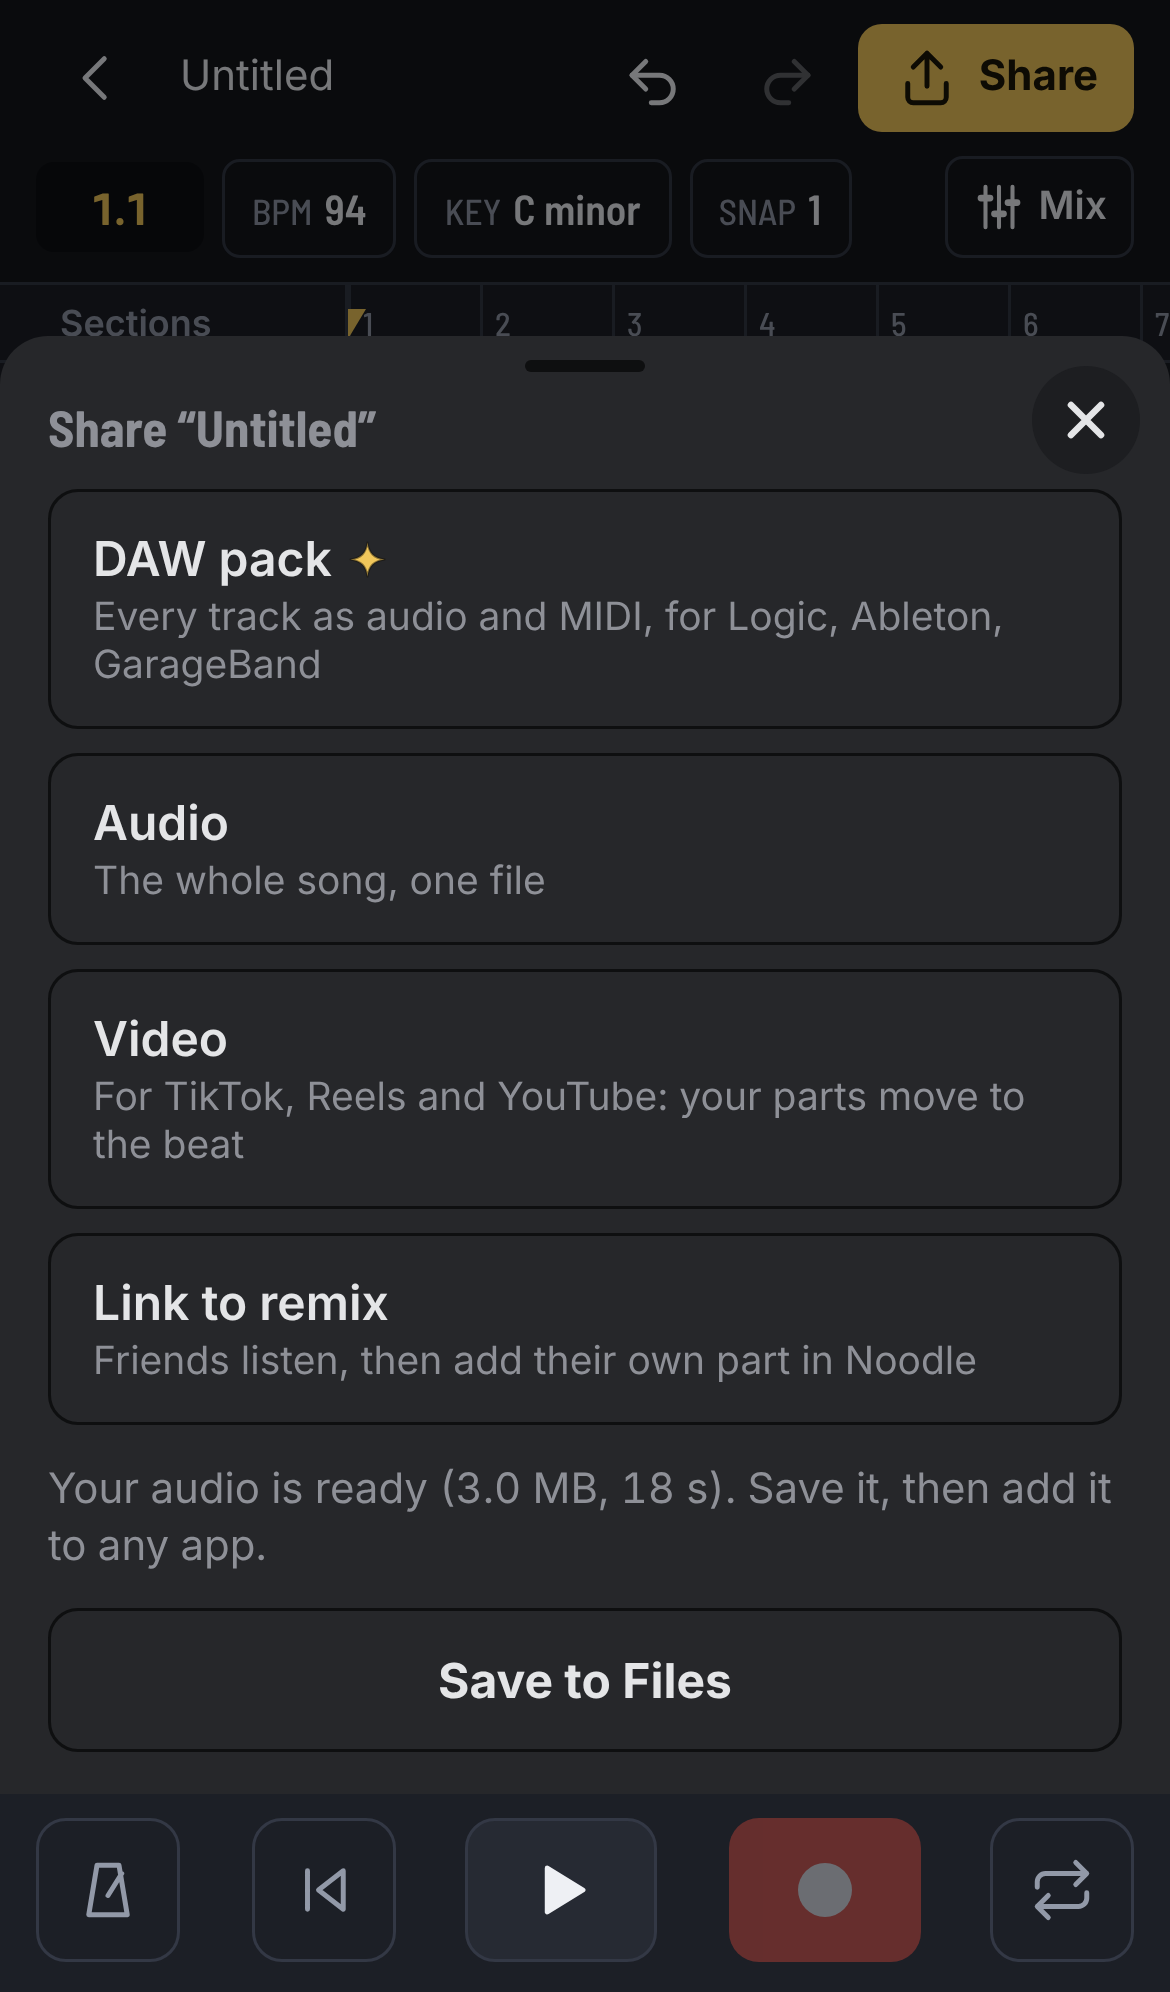 Untitled
Share
1.1
BPM 94
KEY C minor
SNAP 1
Mix
Sections
1 2 3 4 5 6 7
Share “Untitled”
DAW pack
Every track as audio and MIDI, for Logic, Ableton,
GarageBand
Audio
The whole song, one file
Video
For TikTok, Reels and YouTube: your parts move to
the beat
Link to remix
Friends listen, then add their own part in Noodle
Your audio is ready (3.0 MB, 18 s). Save it, then add it
to any app.
Save to Files